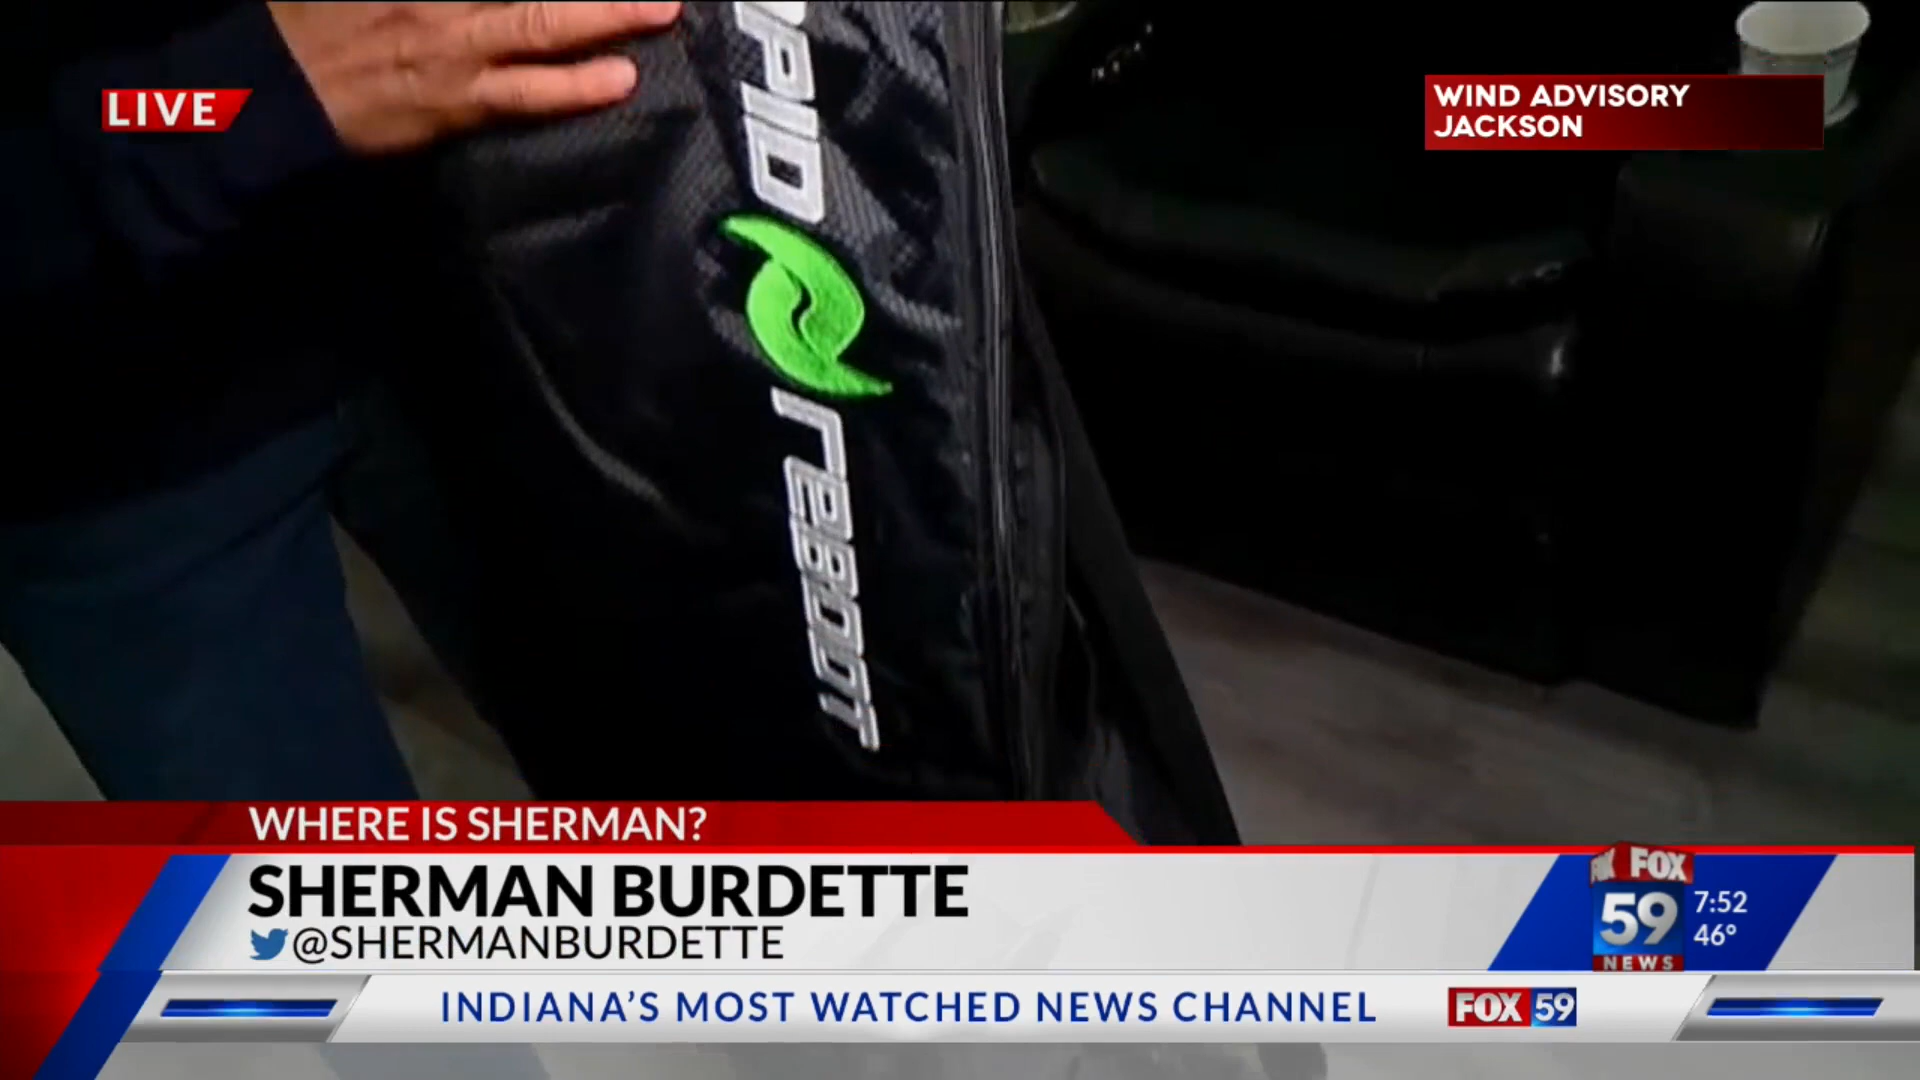 LIVE
WIND ADVISORY
JACKSON
REBOOT
WHERE IS SHERMAN?
SHERMAN BURDETTE
@SHERMANBURDETTE
FOX
59
NEWS
7:52
46°
INDIANA'S MOST WATCHED NEWS CHANNEL
FOX 59